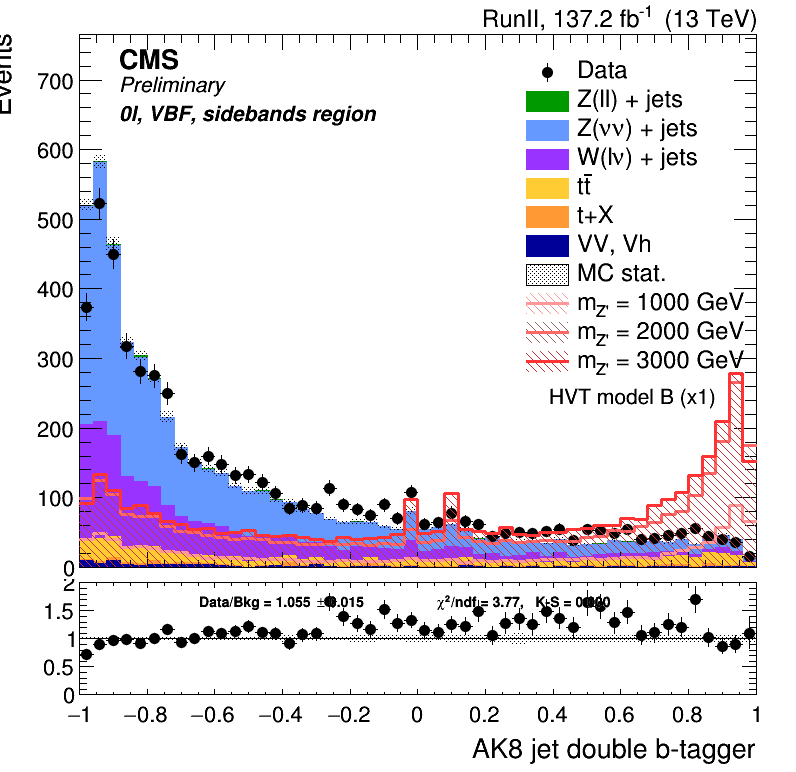 RunII, 137.2 fb⁻¹ (13 TeV)
Events
CMS
Preliminary
0l, VBF, sidebands region
Data
Z(ll) + jets
Z(νν) + jets
W(lν) + jets
tt̄
t+X
VV, Vh
MC stat.
m_Z' = 1000 GeV
m_Z' = 2000 GeV
m_Z' = 3000 GeV
HVT model B (x1)
700
600
500
400
300
200
100
0
Data/Bkg = 1.055 ± 0.015
χ²/ndf = 3.77, K-S =
2
1.5
1
0.5
0
−1 −0.8 −0.6 −0.4 −0.2 0 0.2 0.4 0.6 0.8 1
AK8 jet double b-tagger